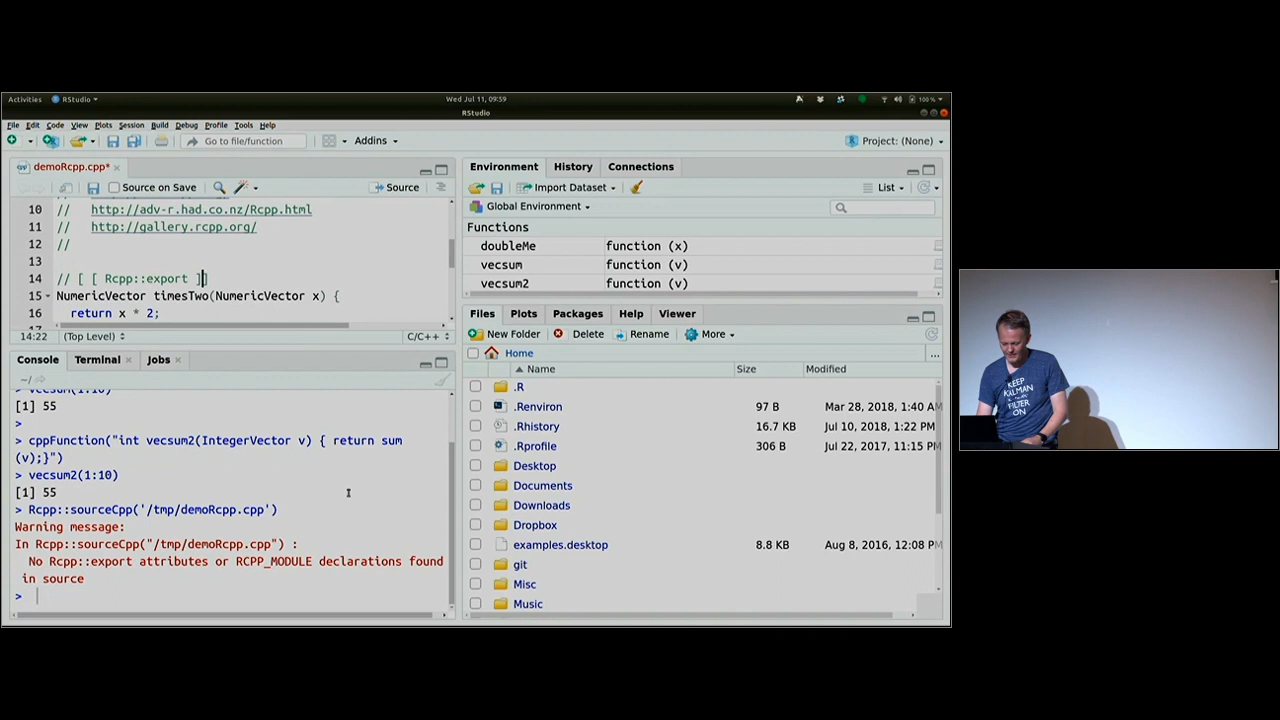 Activities RStudio Wed Jul 11, 09:59 100 %
RStudio
File Edit Code View Plots Session Build Debug Profile Tools Help
Go to file/function Addins Project: (None)
demoRcpp.cpp*
Source on Save Source
10 // http://adv-r.had.co.nz/Rcpp.html
11 // http://gallery.rcpp.org/
12 //
13
14 // [ [ Rcpp::export ]]
15 NumericVector timesTwo(NumericVector x) {
16 return x * 2;
14:22 (Top Level) C/C++
Console Terminal Jobs
~/
[1] 55
>
> cppFunction("int vecsum2(IntegerVector v) { return sum
(v);}")
> vecsum2(1:10)
[1] 55
> Rcpp::sourceCpp('/tmp/demoRcpp.cpp')
Warning message:
In Rcpp::sourceCpp("/tmp/demoRcpp.cpp") :
No Rcpp::export attributes or RCPP_MODULE declarations found
in source
>
Environment History Connections
Import Dataset List
Global Environment
Functions
doubleMe function (x)
vecsum function (v)
vecsum2 function (v)
Files Plots Packages Help Viewer
New Folder Delete Rename More
Home ...
Name Size Modified
.R
.Renviron 97 B Mar 28, 2018, 1:40 AM
.Rhistory 16.7 KB Jul 10, 2018, 1:22 PM
.Rprofile 306 B Jul 22, 2017, 11:15 PM
Desktop
Documents
Downloads
Dropbox
examples.desktop 8.8 KB Aug 8, 2016, 12:08 PM
git
Misc
Music
KEEP
KALMAN
FILTER
ON